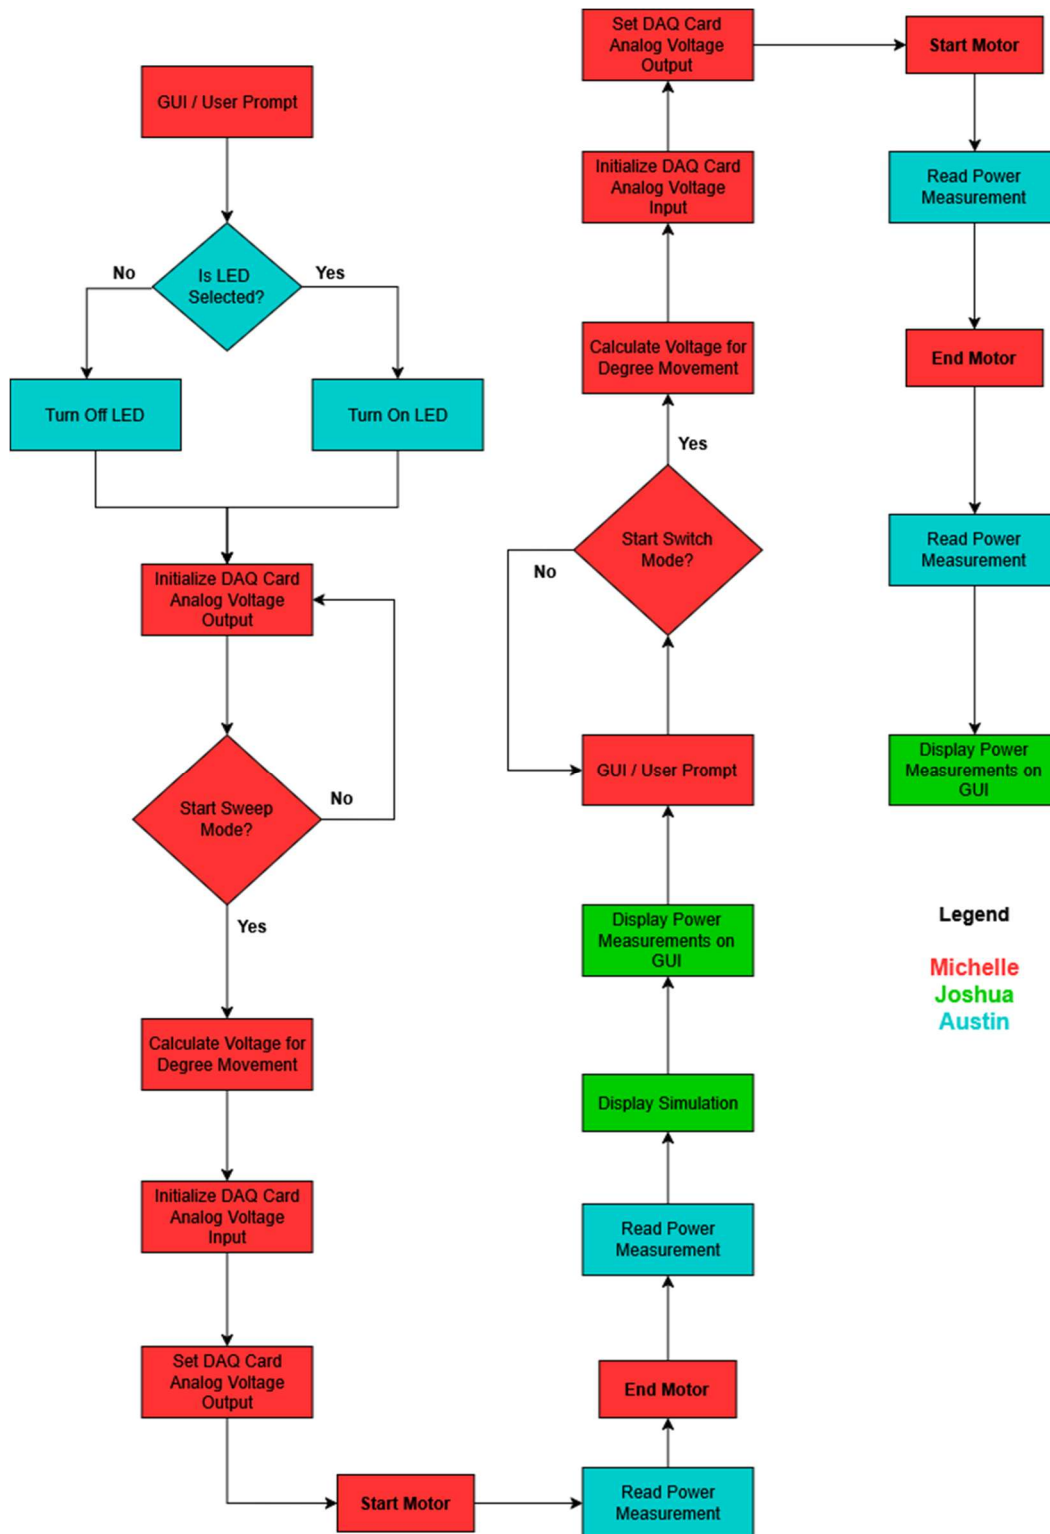 GUI / User Prompt
Is LED
Selected?
No
Yes
Turn Off LED
Turn On LED
Initialize DAQ Card
Analog Voltage
Output
Start Sweep
Mode?
No
Yes
Calculate Voltage for
Degree Movement
Initialize DAQ Card
Analog Voltage
Input
Set DAQ Card
Analog Voltage
Output
Start Motor
Read Power
Measurement
End Motor
Read Power
Measurement
Display Simulation
Display Power
Measurements on
GUI
GUI / User Prompt
Start Switch
Mode?
No
Yes
Calculate Voltage for
Degree Movement
Initialize DAQ Card
Analog Voltage
Input
Set DAQ Card
Analog Voltage
Output
Start Motor
Read Power
Measurement
End Motor
Read Power
Measurement
Display Power
Measurements on
GUI
Legend
Michelle
Joshua
Austin